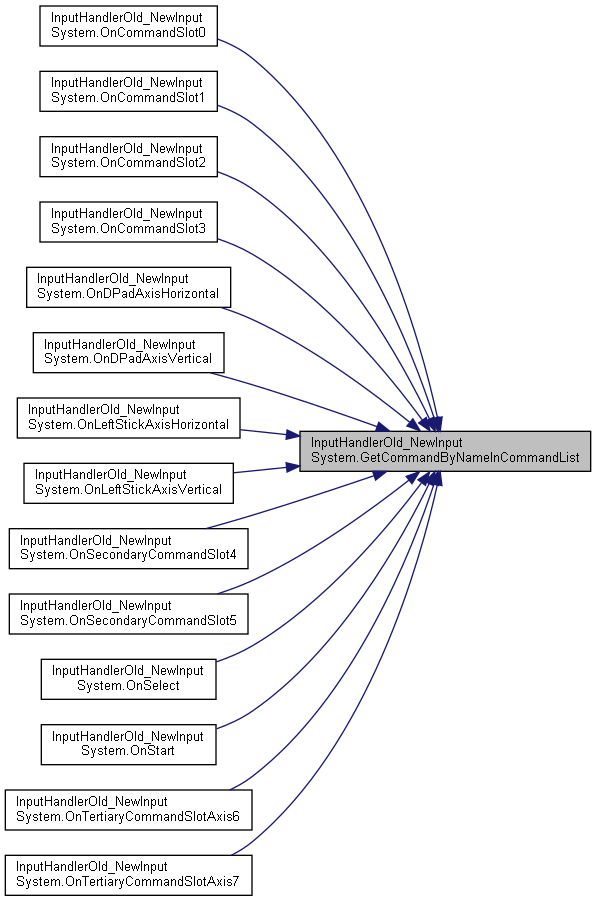 InputHandlerOld_NewInput
System.OnCommandSlot0
InputHandlerOld_NewInput
System.OnCommandSlot1
InputHandlerOld_NewInput
System.OnCommandSlot2
InputHandlerOld_NewInput
System.OnCommandSlot3
InputHandlerOld_NewInput
System.OnDPadAxisHorizontal
InputHandlerOld_NewInput
System.OnDPadAxisVertical
InputHandlerOld_NewInput
System.OnLeftStickAxisHorizontal
InputHandlerOld_NewInput
System.GetCommandByNameInCommandList
InputHandlerOld_NewInput
System.OnLeftStickAxisVertical
InputHandlerOld_NewInput
System.OnSecondaryCommandSlot4
InputHandlerOld_NewInput
System.OnSecondaryCommandSlot5
InputHandlerOld_NewInput
System.OnSelect
InputHandlerOld_NewInput
System.OnStart
InputHandlerOld_NewInput
System.OnTertiaryCommandSlotAxis6
InputHandlerOld_NewInput
System.OnTertiaryCommandSlotAxis7